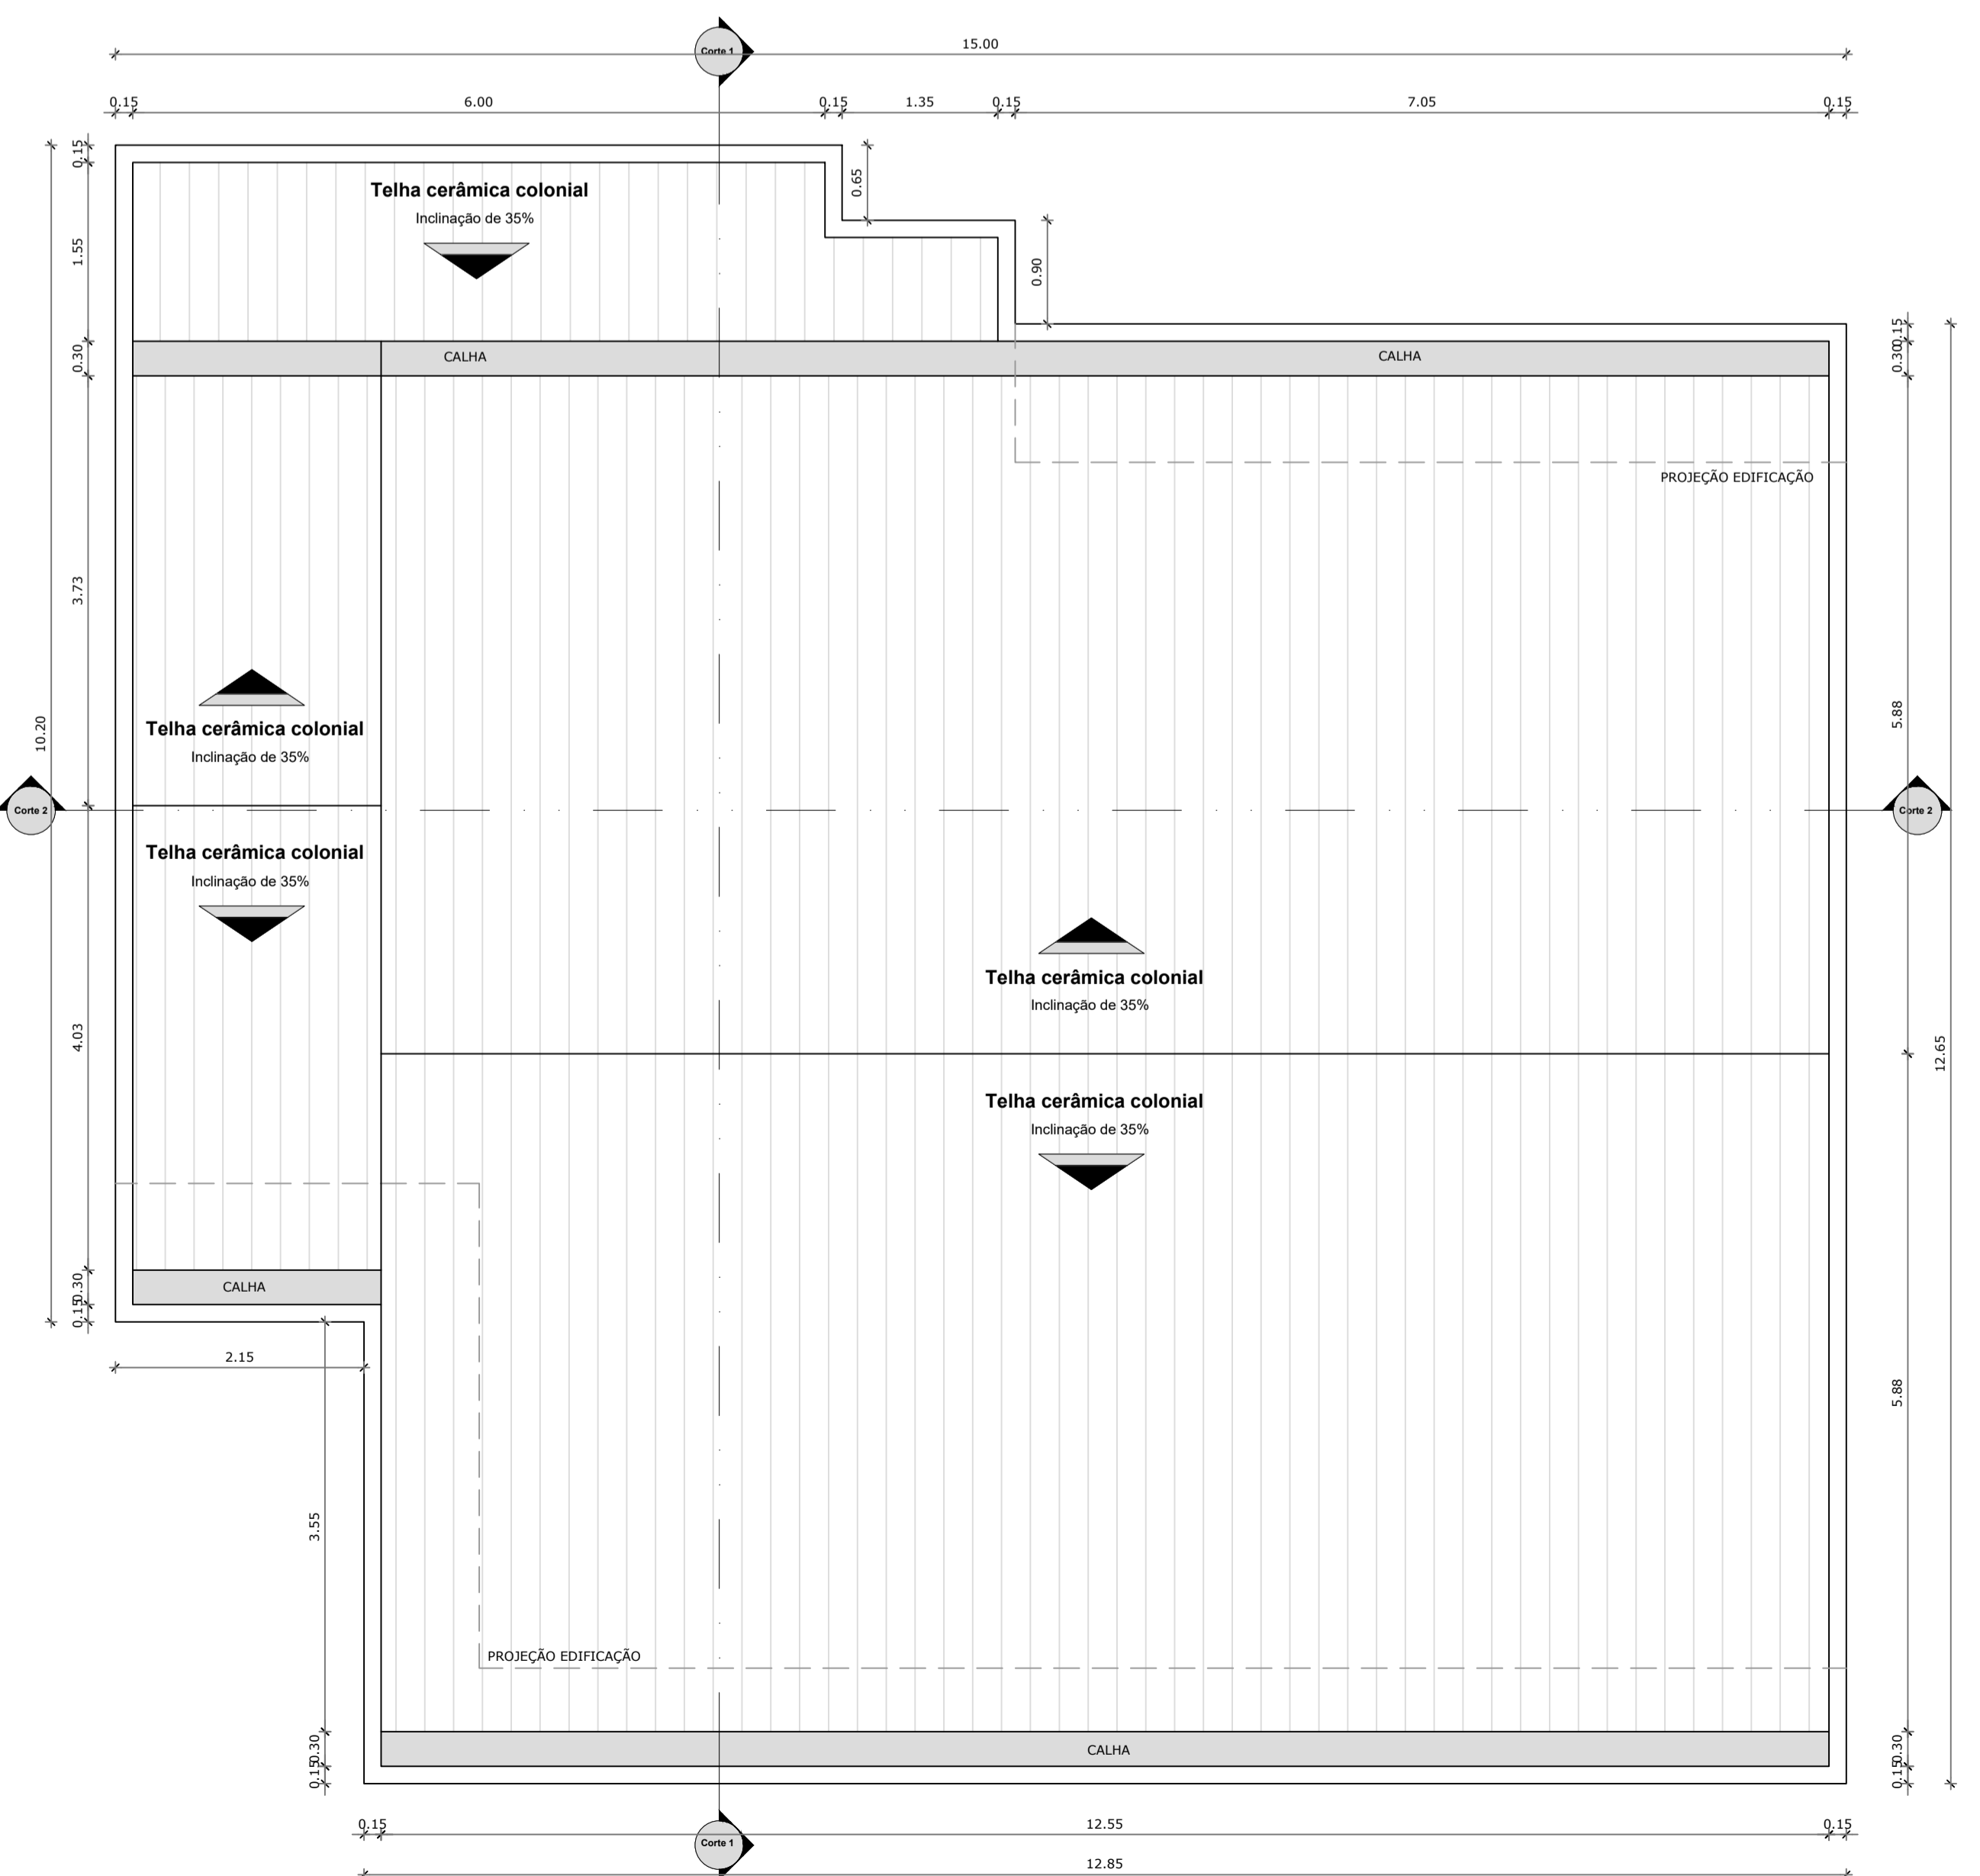 Corte 1
15.00
0.15
6.00
0.15
1.35
0.15
7.05
0.15
0.15
0.65
Telha cerâmica colonial
Inclinação de 35%
1.55
0.90
0.15
0.30
CALHA
CALHA
0.30
PROJEÇÃO EDIFICAÇÃO
3.73
5.88
10.20
Telha cerâmica colonial
Inclinação de 35%
Corte 2
Corte 2
Telha cerâmica colonial
Inclinação de 35%
Telha cerâmica colonial
Inclinação de 35%
4.03
12.65
Telha cerâmica colonial
Inclinação de 35%
0.30
CALHA
0.15
2.15
5.88
3.55
PROJEÇÃO EDIFICAÇÃO
0.30
CALHA
0.30
0.15
0.15
0.15
12.55
0.15
Corte 1
12.85